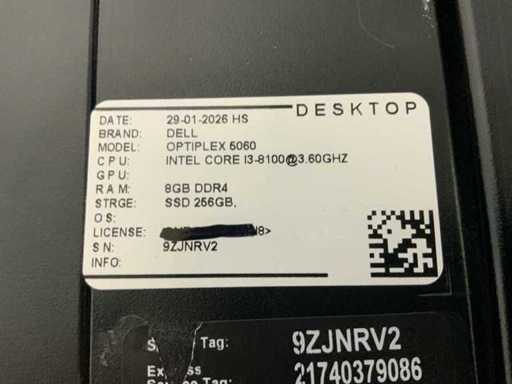 DESKTOP
DATE: 29-01-2026 HS
BRAND: DELL
MODEL: OPTIPLEX 5060
CPU: INTEL CORE I3-8100@3.60GHZ
GPU:
RAM: 8GB DDR4
STRGE: SSD 256GB,
OS:
LICENSE:
SN: 9ZJNRV2
INFO:
Tag: 9ZJNRV2
21740379086